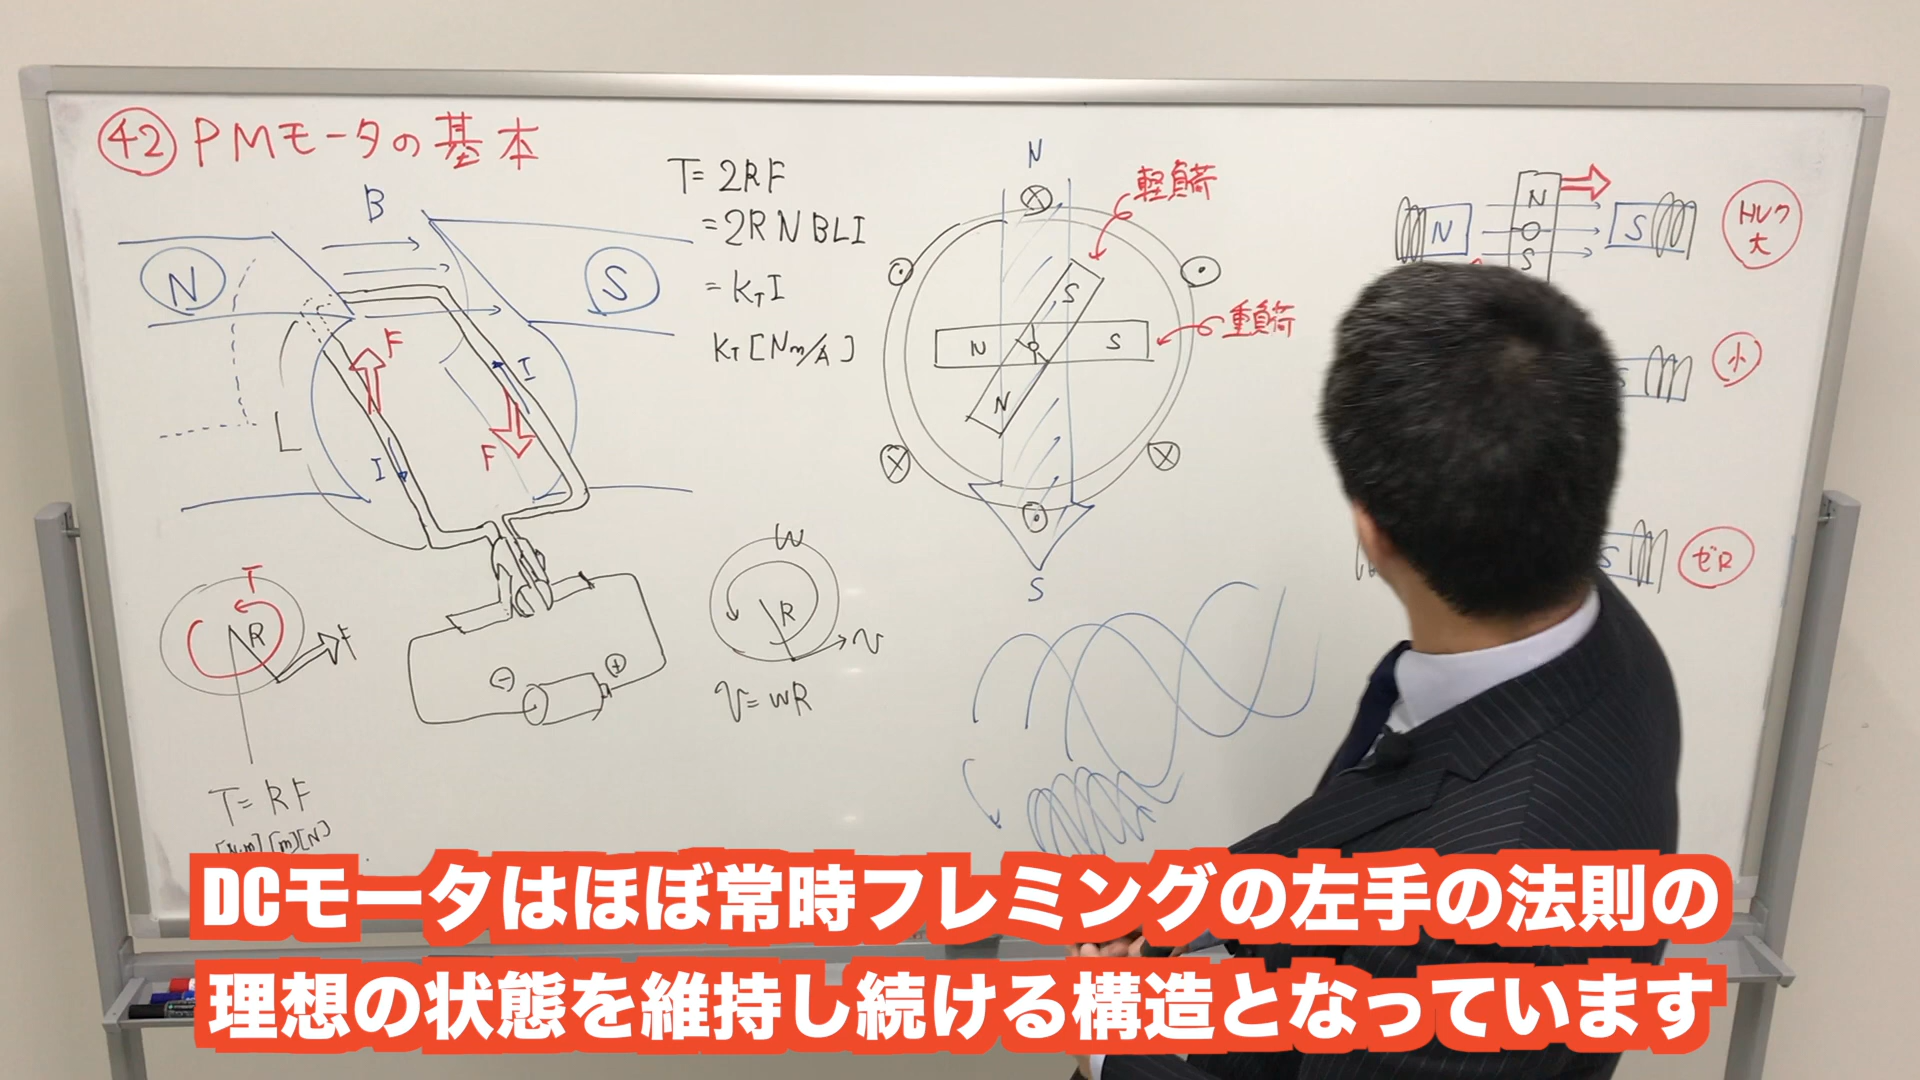 42 PMモータの基本
B
N
S
F
F
I
I
L
T
R
F
T=RF
[N·m][m][N]
⊖
⊕
T=2RF
=2RNBLI
=KTI
KT[Nm/A]
W
R
v
v=wR
N
軽負荷
重負荷
S
N
S
N
S
N
N
S
S
トルク
大
小
S
ゼロ
DCモータはほぼ常時フレミングの左手の法則の
理想の状態を維持し続ける構造となっています